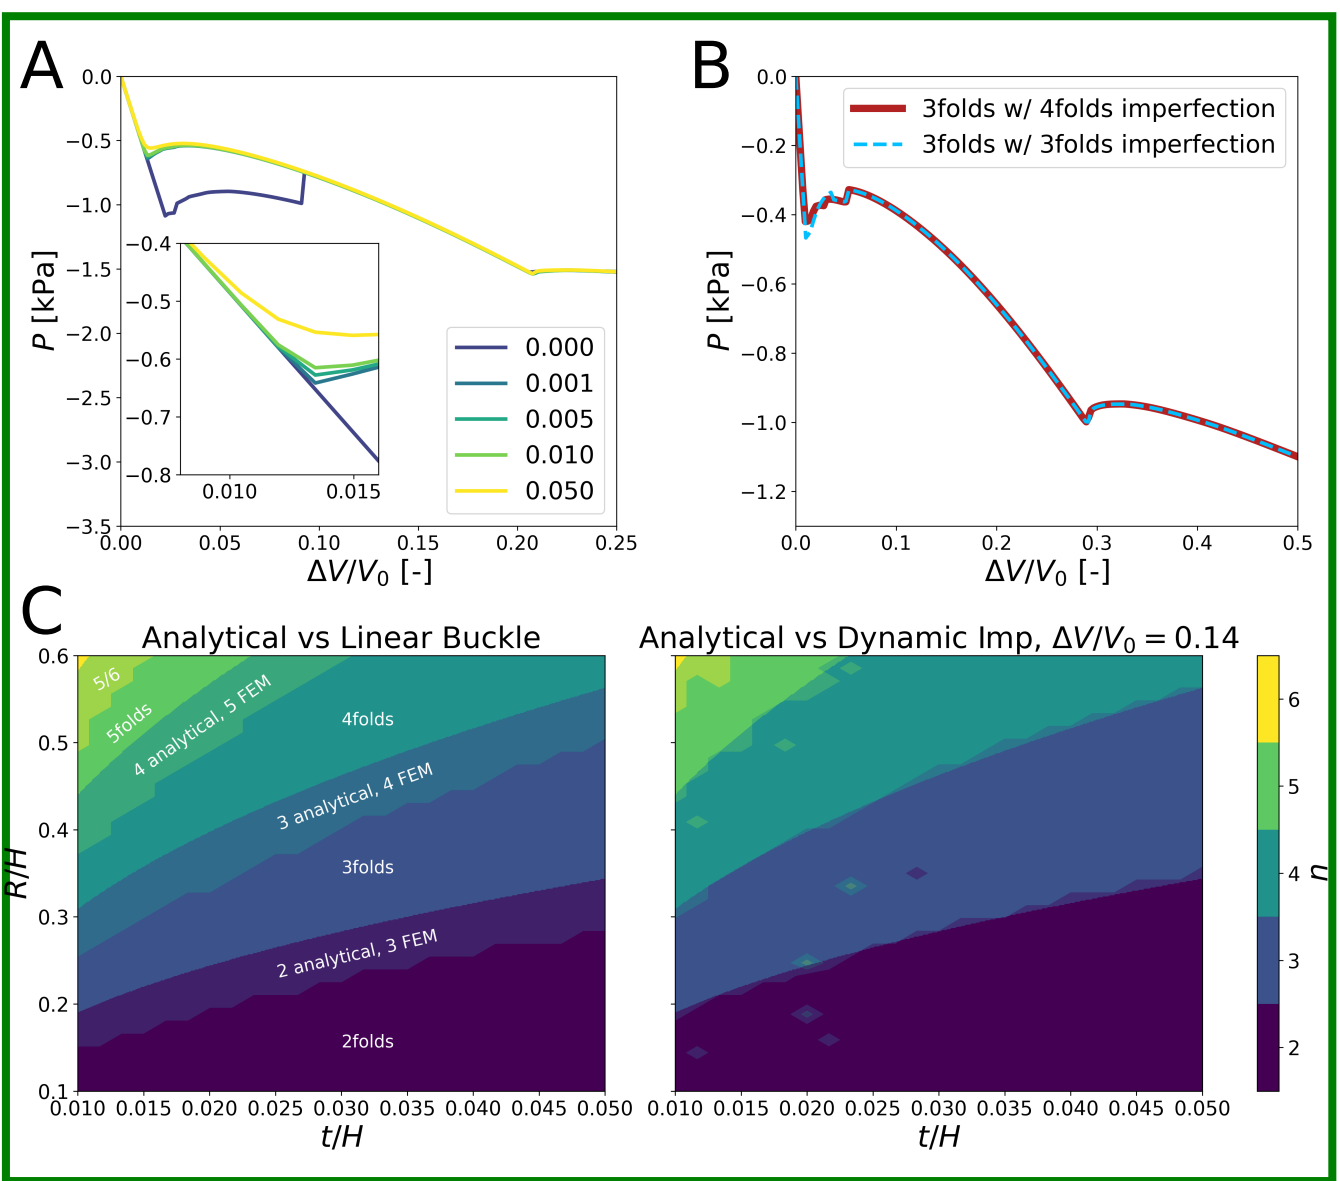 A
0.0
−0.5
−1.0
−1.5
−2.0
−2.5
−3.0
−3.5
P [kPa]
−0.4
−0.5
−0.6
−0.7
−0.8
0.010 0.015
0.000
0.001
0.005
0.010
0.050
0.00 0.05 0.10 0.15 0.20 0.25
ΔV/V₀ [-]
B
0.0
−0.2
−0.4
−0.6
−0.8
−1.0
−1.2
P [kPa]
3folds w/ 4folds imperfection
3folds w/ 3folds imperfection
0.0 0.1 0.2 0.3 0.4 0.5
ΔV/V₀ [-]
C
Analytical vs Linear Buckle
0.6
0.5
0.4
0.3
0.2
0.1
R/H
5/6
5folds
4 analytical, 5 FEM
4folds
3 analytical, 4 FEM
3folds
2 analytical, 3 FEM
2folds
0.010 0.015 0.020 0.025 0.030 0.035 0.040 0.045 0.050
t/H
Analytical vs Dynamic Imp, ΔV/V₀ = 0.14
0.010 0.015 0.020 0.025 0.030 0.035 0.040 0.045 0.050
t/H
6
5
4
3
2
n